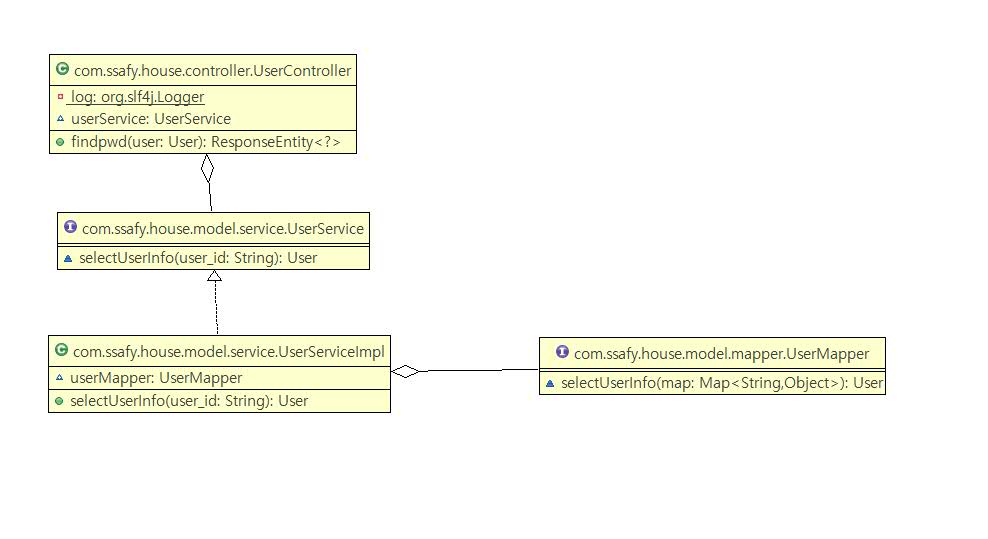 com.ssafy.house.controller.UserController
log: org.slf4j.Logger
userService: UserService
findpwd(user: User): ResponseEntity<?>
com.ssafy.house.model.service.UserService
selectUserInfo(user_id: String): User
com.ssafy.house.model.service.UserServiceImpl
userMapper: UserMapper
selectUserInfo(user_id: String): User
com.ssafy.house.model.mapper.UserMapper
selectUserInfo(map: Map<String,Object>): User